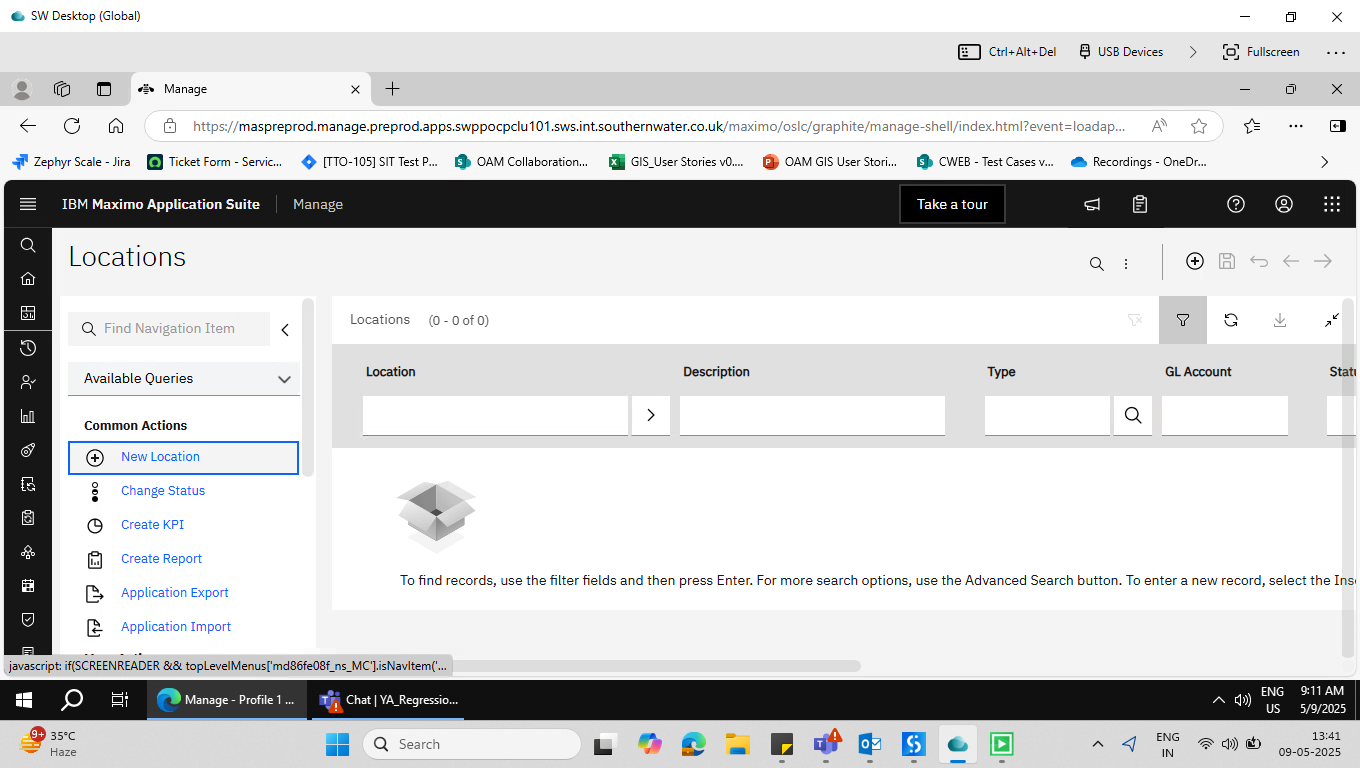 SW Desktop (Global)
Ctrl+Alt+Del
USB Devices
Fullscreen
Manage
https://maspreprod.manage.preprod.apps.swppocpclu101.sws.int.southernwater.co.uk/maximo/oslc/graphite/manage-shell/index.html?event=loadap...
Zephyr Scale - Jira
Ticket Form - Servic...
[TTO-105] SIT Test P...
OAM Collaboration...
GIS_User Stories v0....
OAM GIS User Stori...
CWEB - Test Cases v...
Recordings - OneDr...
IBM Maximo Application Suite
Manage
Take a tour
Locations
Find Navigation Item
Available Queries
Common Actions
New Location
Change Status
Create KPI
Create Report
Application Export
Application Import
Locations (0 - 0 of 0)
Location
Description
Type
GL Account
To find records, use the filter fields and then press Enter. For more search options, use the Advanced Search button. To enter a new record, select the
javascript: if(SCREENREADER && topLevelMenus['md86fe08f_ns_MC'].isNavItem('...
Manage - Profile 1 ...
Chat | YA_Regressio...
ENG
US
9:11 AM
5/9/2025
9+
35°C
Haze
Search
ENG
IN
13:41
09-05-2025